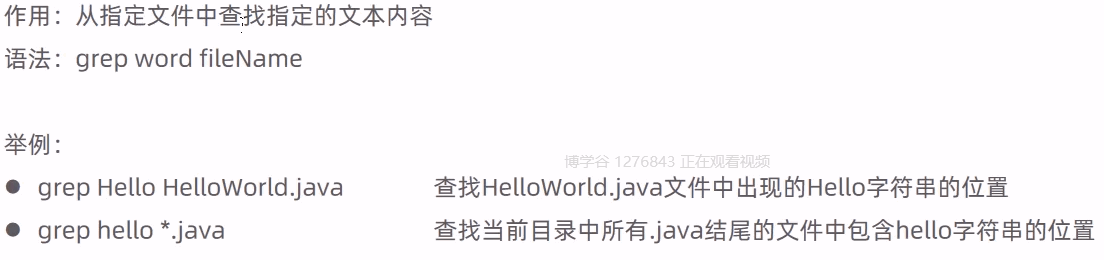 作用：从指定文件中查找指定的文本内容
语法：grep word fileName
举例：
博学谷 1276843 正在观看视频
● grep Hello HelloWorld.java 查找HelloWorld.java文件中出现的Hello字符串的位置
● grep hello *.java 查找当前目录中所有.java结尾的文件中包含hello字符串的位置